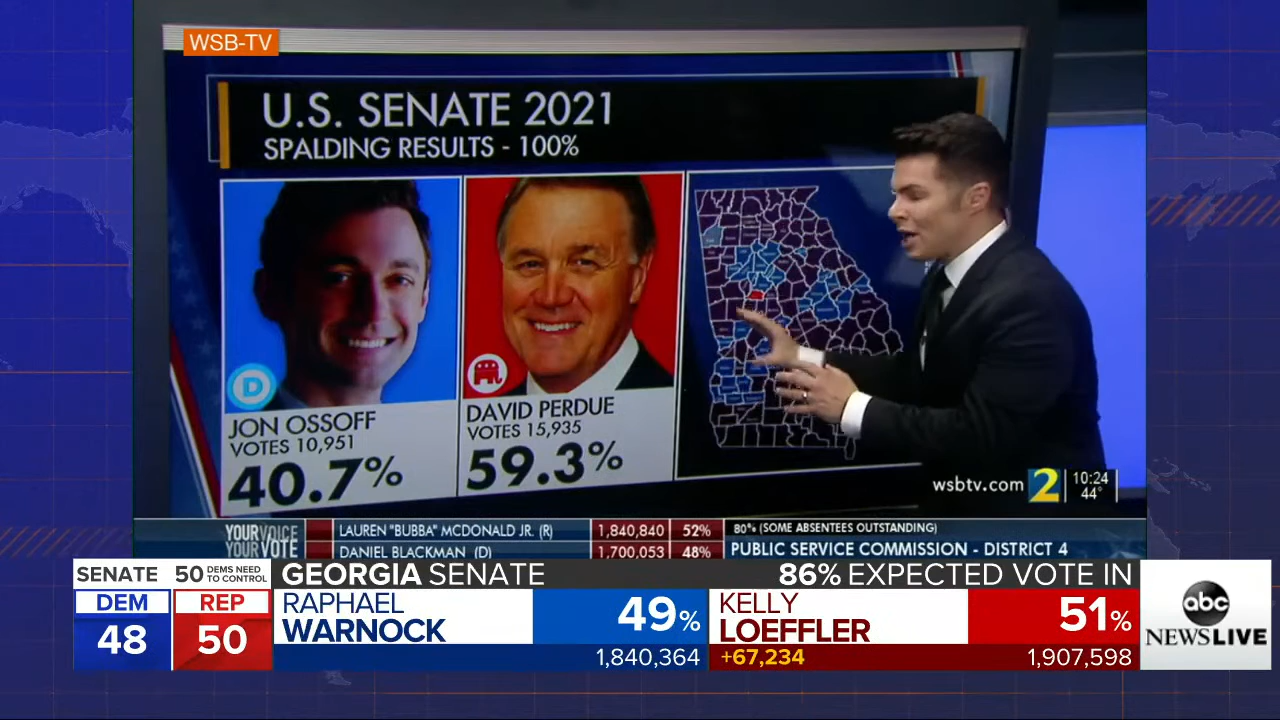 WSB-TV
U.S. SENATE 2021
SPALDING RESULTS - 100%
D
JON OSSOFF
VOTES 10,951
40.7%
DAVID PERDUE
VOTES 15,935
59.3%
wsbtv.com 2 10:24
44°
YOUR VOICE
YOUR VOTE
LAUREN "BUBBA" MCDONALD JR. (R) 1,840,840 52%
DANIEL BLACKMAN (D) 1,700,053 48%
80% (SOME ABSENTEES OUTSTANDING)
PUBLIC SERVICE COMMISSION - DISTRICT 4
SENATE 50 DEMS NEED
TO CONTROL
DEM REP
48 50
GEORGIA SENATE 86% EXPECTED VOTE IN
RAPHAEL
WARNOCK 49%
1,840,364
KELLY
LOEFFLER 51%
+67,234 1,907,598
abc
NEWS LIVE